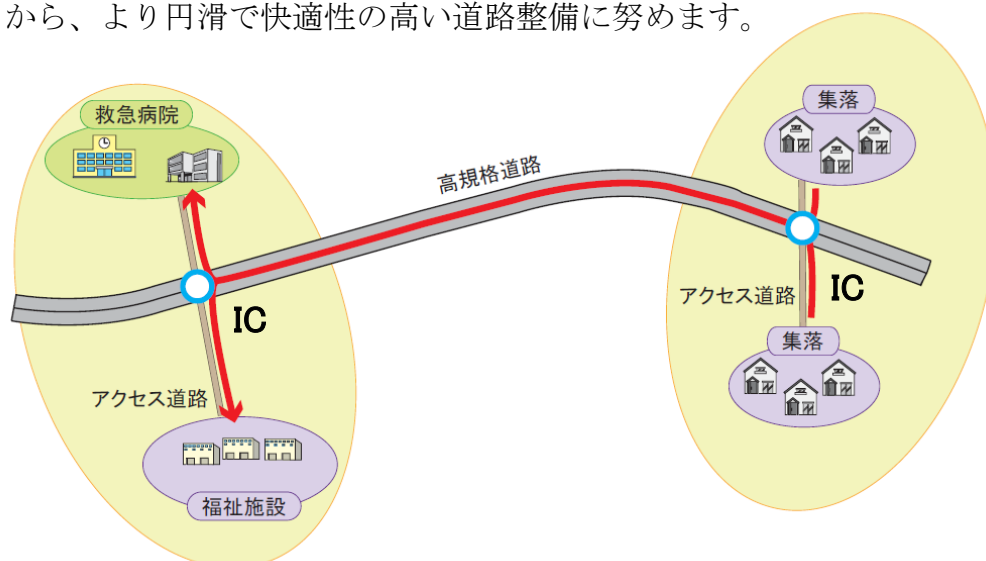 から、より円滑で快適性の高い道路整備に努めます。
救急病院
集落
高規格道路
アクセス道路
IC
IC
集落
アクセス道路
福祉施設